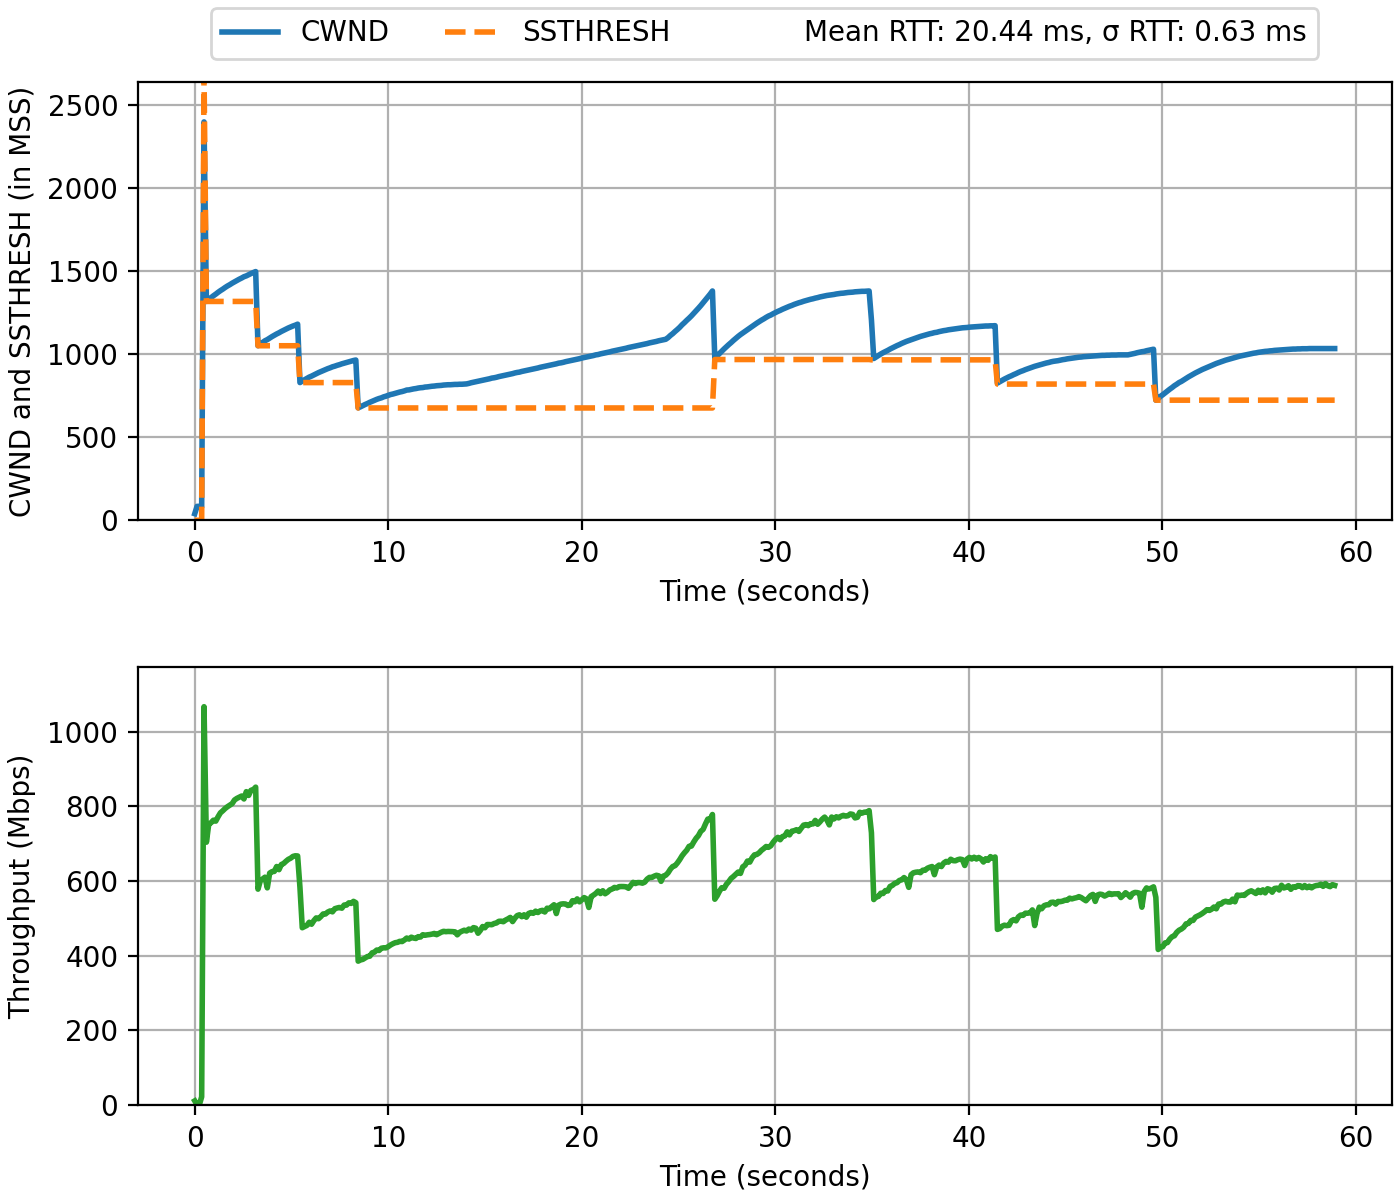 CWND SSTHRESH Mean RTT: 20.44 ms, σ RTT: 0.63 ms
CWND and SSTHRESH (in MSS)
2500
2000
1500
1000
500
0
0 10 20 30 40 50 60
Time (seconds)
Throughput (Mbps)
1000
800
600
400
200
0
0 10 20 30 40 50 60
Time (seconds)